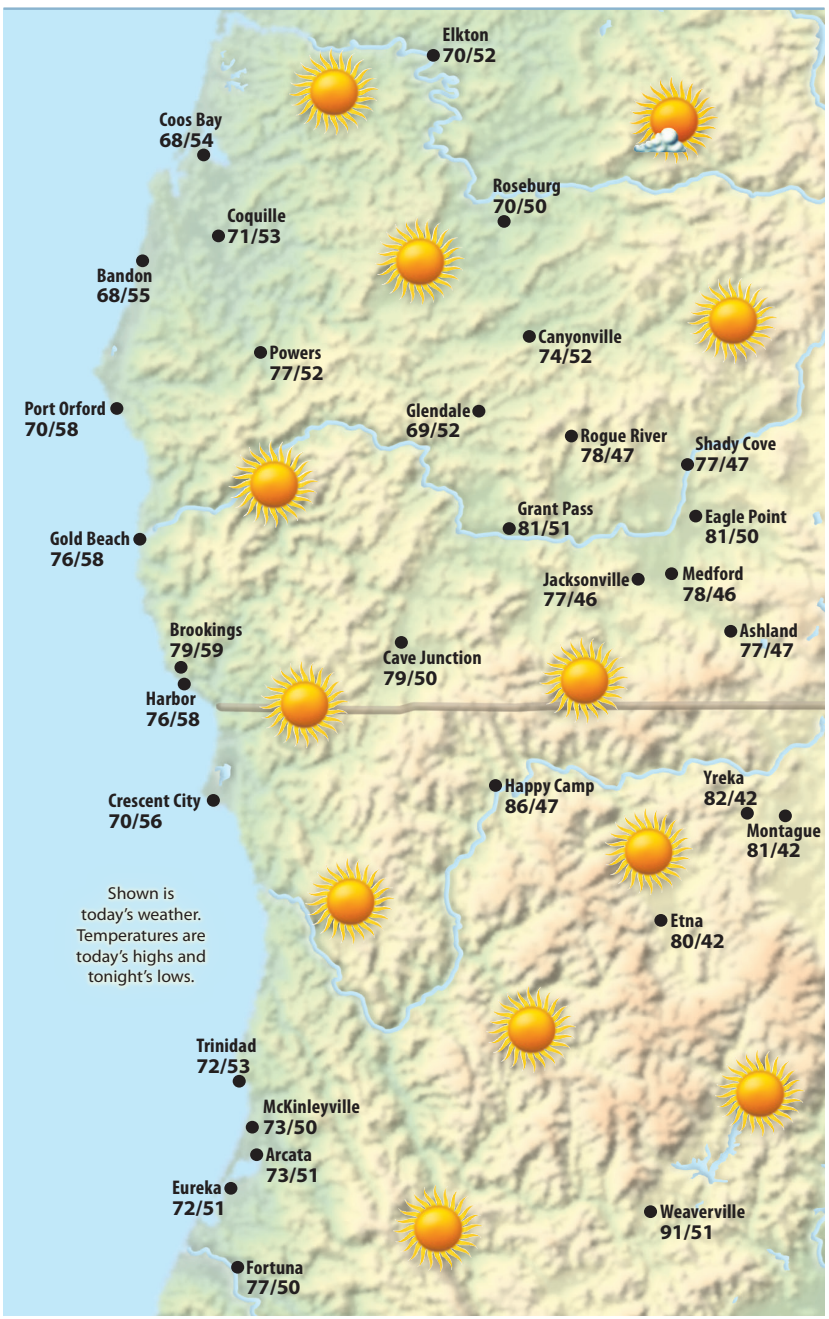 Elkton
70/52
Coos Bay
68/54
Roseburg
70/50
Coquille
71/53
Bandon
68/55
Canyonville
74/52
Powers
77/52
Port Orford
70/58
Glendale
69/52
Rogue River
78/47
Shady Cove
77/47
Grant Pass
81/51
Eagle Point
81/50
Gold Beach
76/58
Jacksonville
77/46
Medford
78/46
Brookings
79/59
Cave Junction
79/50
Ashland
77/47
Harbor
76/58
Happy Camp
86/47
Yreka
82/42
Crescent City
70/56
Montague
81/42
Shown is
today's weather.
Temperatures are
today's highs and
tonight's lows.
Etna
80/42
Trinidad
72/53
McKinleyville
73/50
Arcata
73/51
Eureka
72/51
Weaverville
91/51
Fortuna
77/50